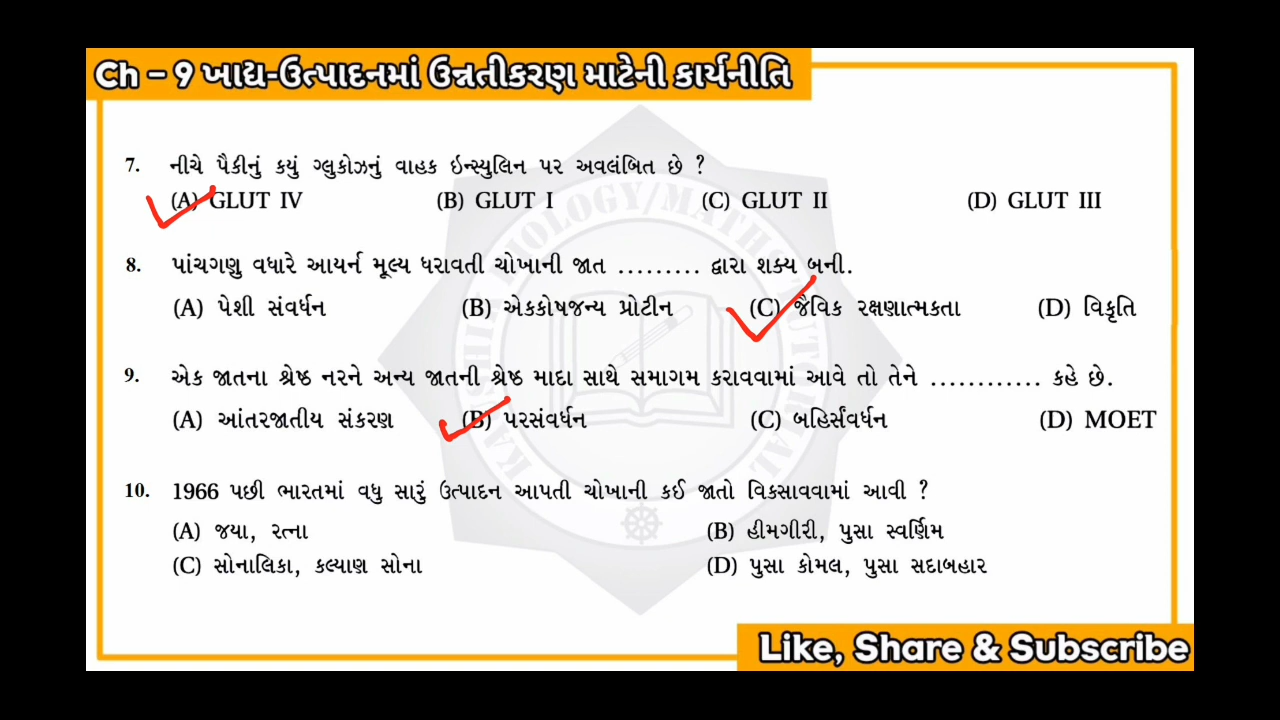 Ch – 9 ખાદ્ય-ઉત્પાદનમાં ઉન્નતીકરણ માટેની કાર્યનીતિ
7. નીચે પૈકીનું કયું ગ્લુકોઝનું વાહક ઇન્સ્યુલિન પર અવલંબિત છે ?
(A) GLUT IV (B) GLUT I (C) GLUT II (D) GLUT III
8. પાંચગણુ વધારે આયર્ન મૂલ્ય ધરાવતી ચોખાની જાત ......... દ્વારા શક્ય બની.
(A) પેશી સંવર્ધન (B) એકકોષજન્ય પ્રોટીન (C) જૈવિક રક્ષણાત્મકતા (D) વિકૃતિ
9. એક જાતના શ્રેષ્ઠ નરને અન્ય જાતની શ્રેષ્ઠ માદા સાથે સમાગમ કરાવવામાં આવે તો તેને ............ કહે છે.
(A) આંતરજાતીય સંકરણ (B) પરસંવર્ધન (C) બહિર્સંવર્ધન (D) MOET
10. 1966 પછી ભારતમાં વધુ સારું ઉત્પાદન આપતી ચોખાની કઈ જાતો વિકસાવવામાં આવી ?
(A) જયા, રત્ના (B) હીમગીરી, પુસા સ્વર્ણિમ
(C) સોનાલિકા, કલ્યાણ સોના (D) પુસા કોમલ, પુસા સદાબહાર
Like, Share & Subscribe